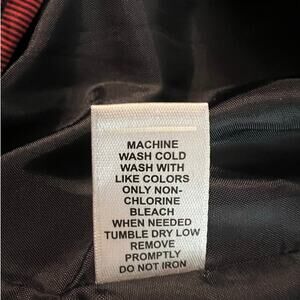 MACHINE
WASH COLD
WASH WITH
LIKE COLORS
ONLY NON-
CHLORINE
BLEACH
WHEN NEEDED
TUMBLE DRY LOW
REMOVE
PROMPTLY
DO NOT IRON